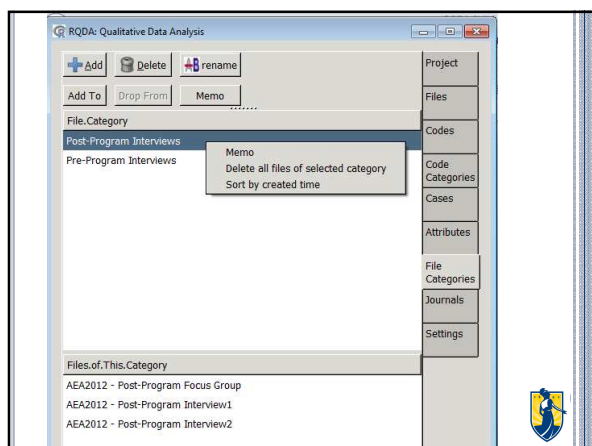 RQDA: Qualitative Data Analysis
Add
Delete
AB rename
Add To
Drop From
Memo
File.Category
Post-Program Interviews
Pre-Program Interviews
Memo
Delete all files of selected category
Sort by created time
Files.of.This.Category
AEA2012 - Post-Program Focus Group
AEA2012 - Post-Program Interview1
AEA2012 - Post-Program Interview2
Project
Files
Codes
Code
Categories
Cases
Attributes
File
Categories
Journals
Settings